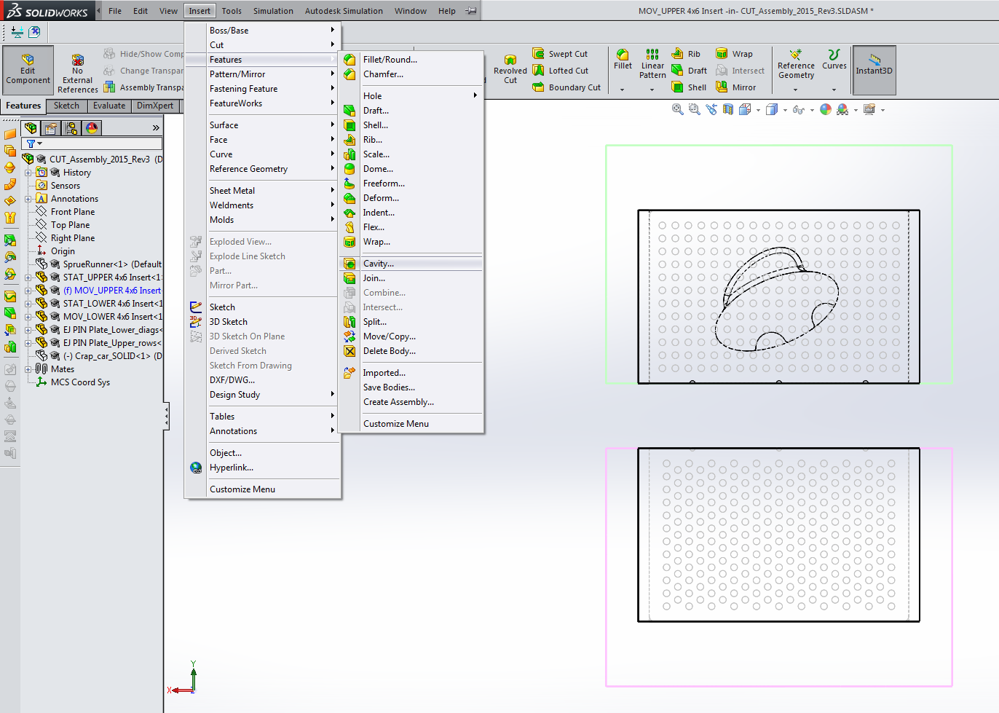 SOLIDWORKS
File Edit View Insert Tools Simulation Autodesk Simulation Window Help
MOV_UPPER 4x6 Insert -in- CUT_Assembly_2015_Rev3.SLDASM *
Edit Component
No External References
Hide/Show Comp
Change Transpar
Assembly Transpa
Revolved Cut
Swept Cut
Lofted Cut
Boundary Cut
Fillet
Linear Pattern
Rib
Draft
Shell
Wrap
Intersect
Mirror
Reference Geometry
Curves
Instant3D
Features Sketch Evaluate DimXpert
CUT_Assembly_2015_Rev3 (D
History
Sensors
Annotations
Front Plane
Top Plane
Right Plane
Origin
SprueRunner<1> (Default
STAT_UPPER 4x6 Insert<1>
(f) MOV_UPPER 4x6 Insert
STAT_LOWER 4x6 Insert<1
MOV_LOWER 4x6 Insert<1
EJ PIN Plate_Lower_diags<
EJ PIN Plate_Upper_rows<
(-) Crap_car_SOLID<1> (D
Mates
MCS Coord Sys
Boss/Base
Cut
Features
Pattern/Mirror
Fastening Feature
FeatureWorks
Surface
Face
Curve
Reference Geometry
Sheet Metal
Weldments
Molds
Exploded View...
Explode Line Sketch
Part...
Mirror Part...
Sketch
3D Sketch
3D Sketch On Plane
Derived Sketch
Sketch From Drawing
DXF/DWG...
Design Study
Tables
Annotations
Object...
Hyperlink...
Customize Menu
Fillet/Round...
Chamfer...
Hole
Draft...
Shell...
Rib...
Scale...
Dome...
Freeform...
Deform...
Indent...
Flex...
Wrap...
Cavity...
Join...
Combine...
Intersect...
Split...
Move/Copy...
Delete Body...
Imported...
Save Bodies...
Create Assembly...
Customize Menu
Y
X
Z